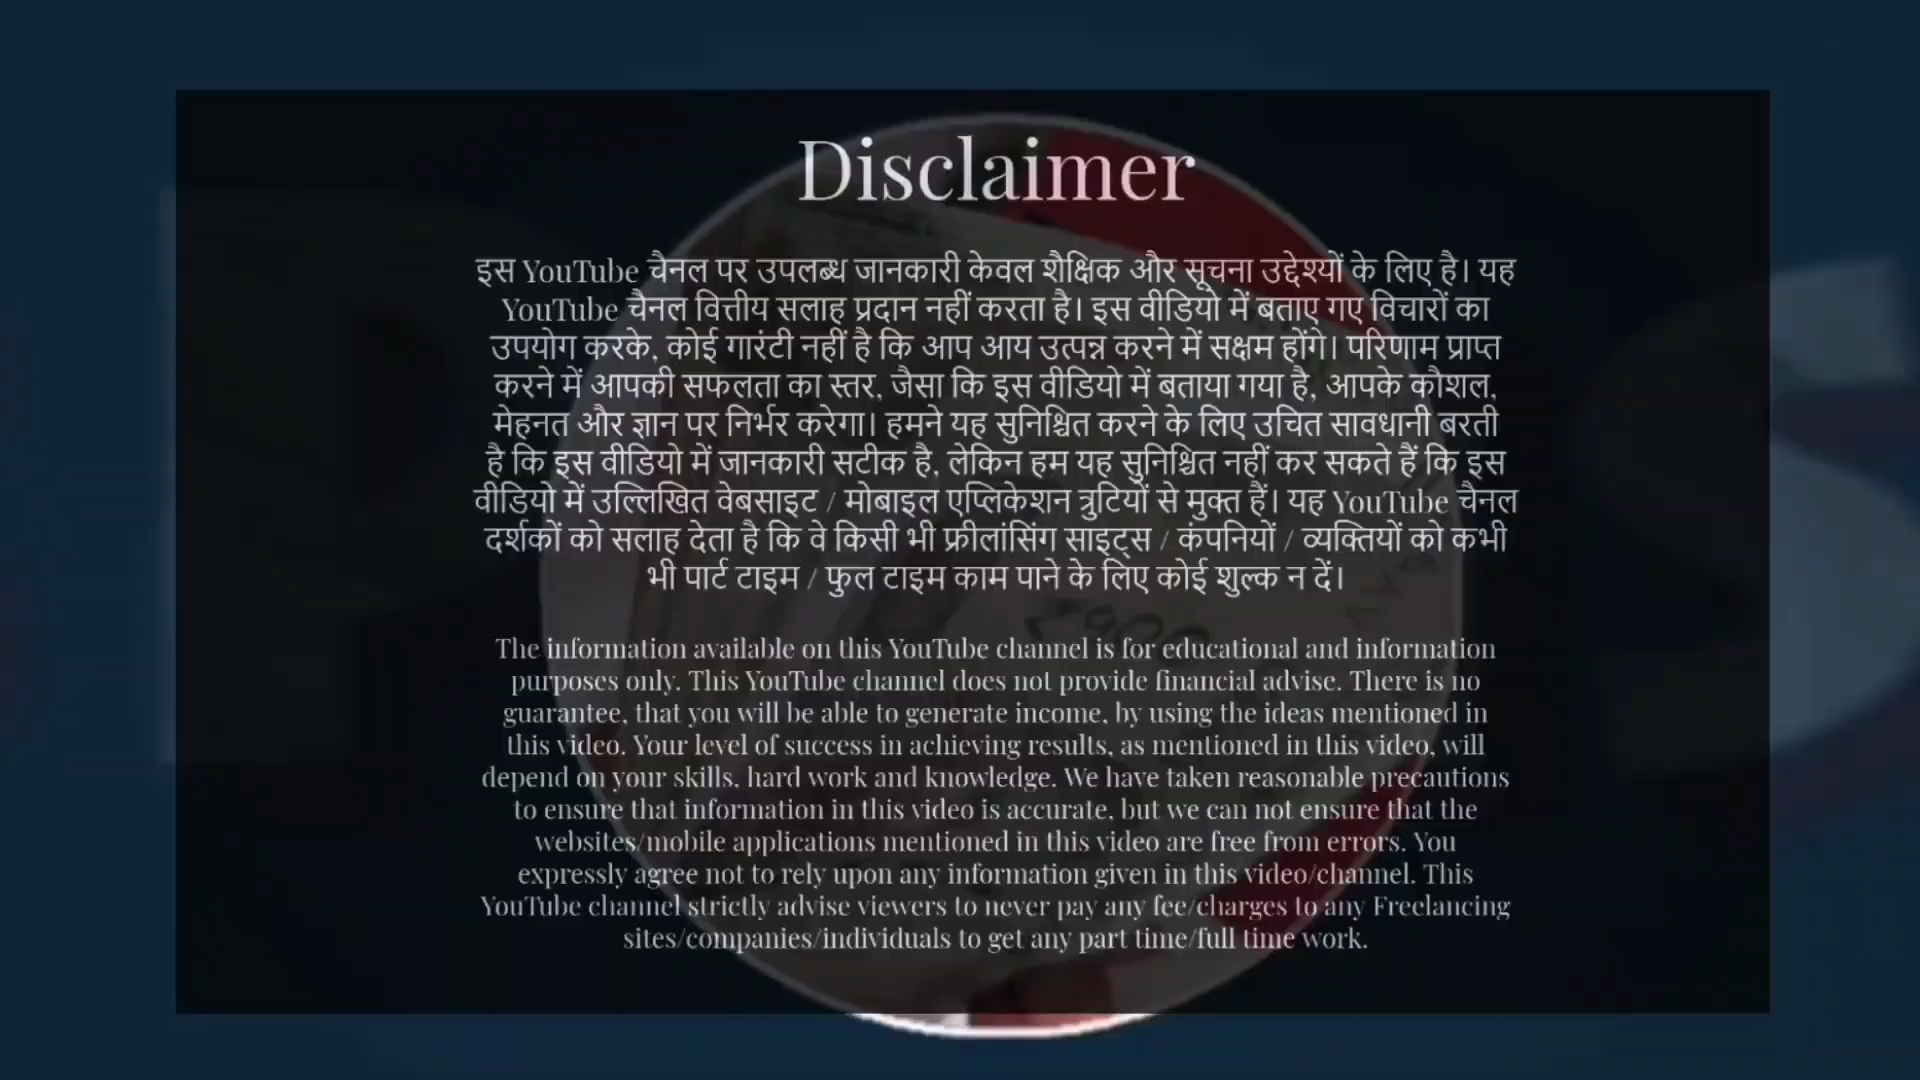 Disclaimer
इस YouTube चैनल पर उपलब्ध जानकारी केवल शैक्षिक और सूचना उद्देश्यों के लिए है। यह
YouTube चैनल वित्तीय सलाह प्रदान नहीं करता है। इस वीडियो में बताए गए विचारों का
उपयोग करके, कोई गारंटी नहीं है कि आप आय उत्पन्न करने में सक्षम होंगे। परिणाम प्राप्त
करने में आपकी सफलता का स्तर, जैसा कि इस वीडियो में बताया गया है, आपके कौशल,
मेहनत और ज्ञान पर निर्भर करेगा। हमने यह सुनिश्चित करने के लिए उचित सावधानी बरती
है कि इस वीडियो में जानकारी सटीक है, लेकिन हम यह सुनिश्चित नहीं कर सकते हैं कि इस
वीडियो में उल्लिखित वेबसाइट / मोबाइल एप्लिकेशन त्रुटियों से मुक्त हैं। यह YouTube चैनल
दर्शकों को सलाह देता है कि वे किसी भी फ्रीलांसिंग साइट्स / कंपनियों / व्यक्तियों को कभी
भी पार्ट टाइम / फुल टाइम काम पाने के लिए कोई शुल्क न दें।
The information available on this YouTube channel is for educational and information
purposes only. This YouTube channel does not provide financial advise. There is no
guarantee, that you will be able to generate income, by using the ideas mentioned in
this video. Your level of success in achieving results, as mentioned in this video, will
depend on your skills, hard work and knowledge. We have taken reasonable precautions
to ensure that information in this video is accurate, but we can not ensure that the
websites/mobile applications mentioned in this video are free from errors. You
expressly agree not to rely upon any information given in this video/channel. This
YouTube channel strictly advise viewers to never pay any fee/charges to any Freelancing
sites/companies/individuals to get any part time/full time work.